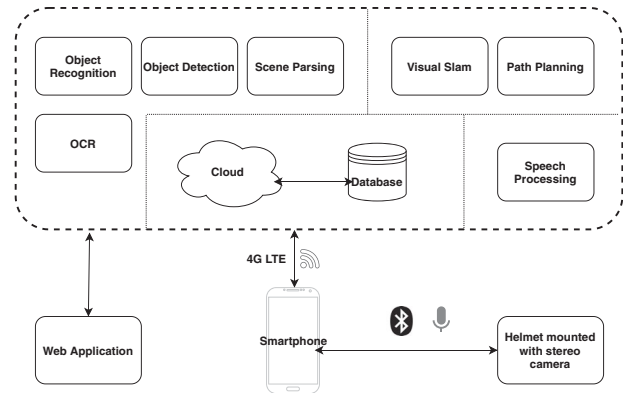 Object
Recognition
Object Detection
Scene Parsing
Visual Slam
Path Planning
OCR
Cloud
Database
Speech
Processing
4G LTE
Web Application
Smartphone
Helmet mounted
with stereo
camera